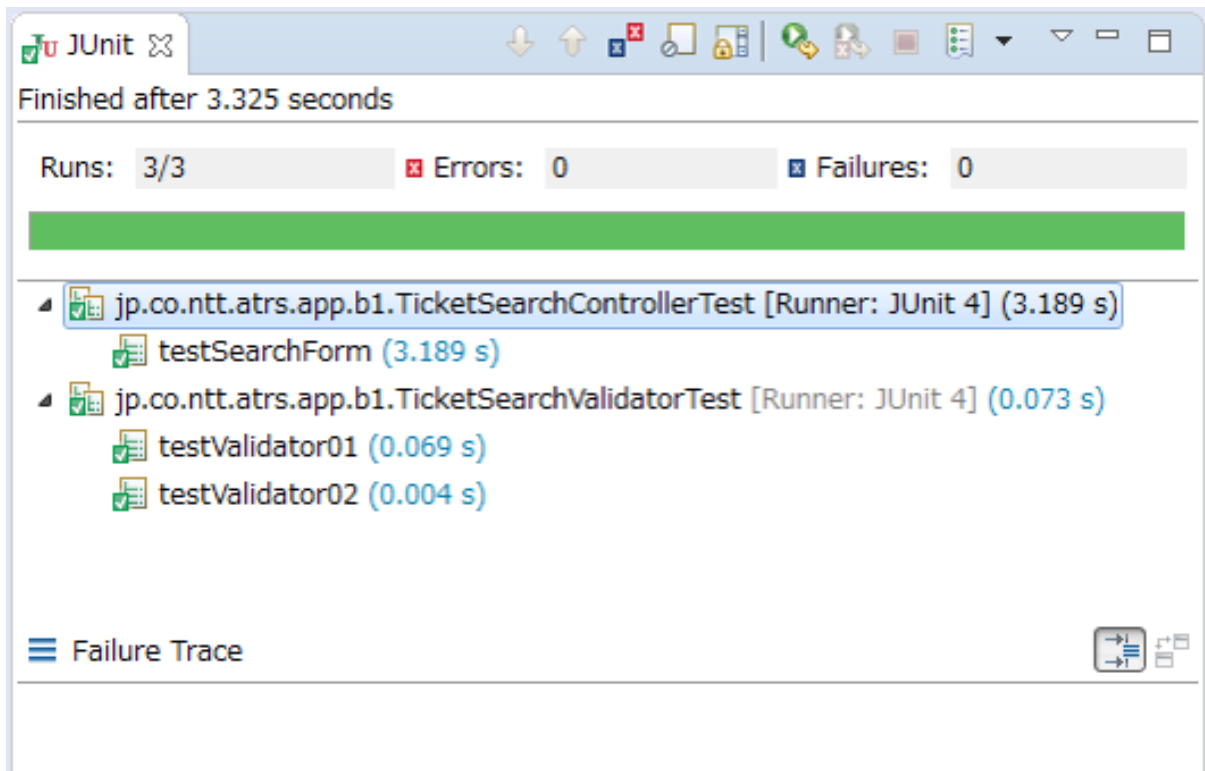 JUnit
Finished after 3.325 seconds
Runs: 3/3 Errors: 0 Failures: 0
jp.co.ntt.atrs.app.b1.TicketSearchControllerTest [Runner: JUnit 4] (3.189 s)
testSearchForm (3.189 s)
jp.co.ntt.atrs.app.b1.TicketSearchValidatorTest [Runner: JUnit 4] (0.073 s)
testValidator01 (0.069 s)
testValidator02 (0.004 s)
Failure Trace